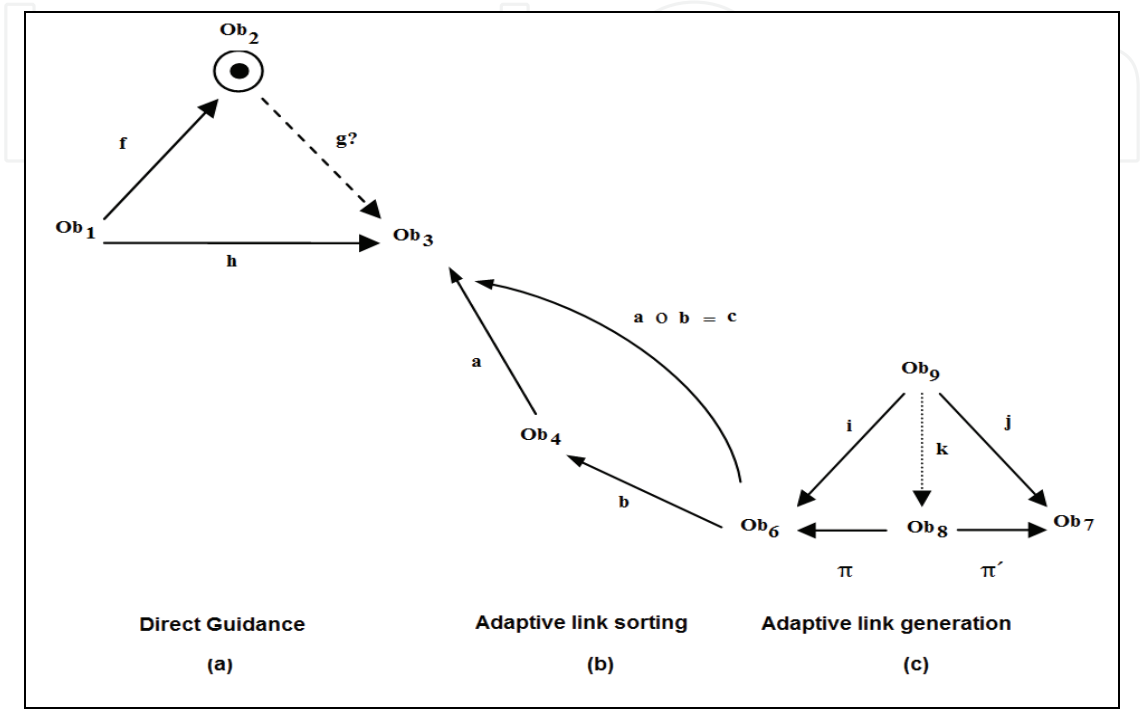 Ob2
f
g?
Ob1
Ob3
h
a o b = c
a
Ob9
i
j
Ob4
k
b
Ob6
Ob8
Ob7
π
π´
Direct Guidance
Adaptive link sorting
Adaptive link generation
(a)
(b)
(c)